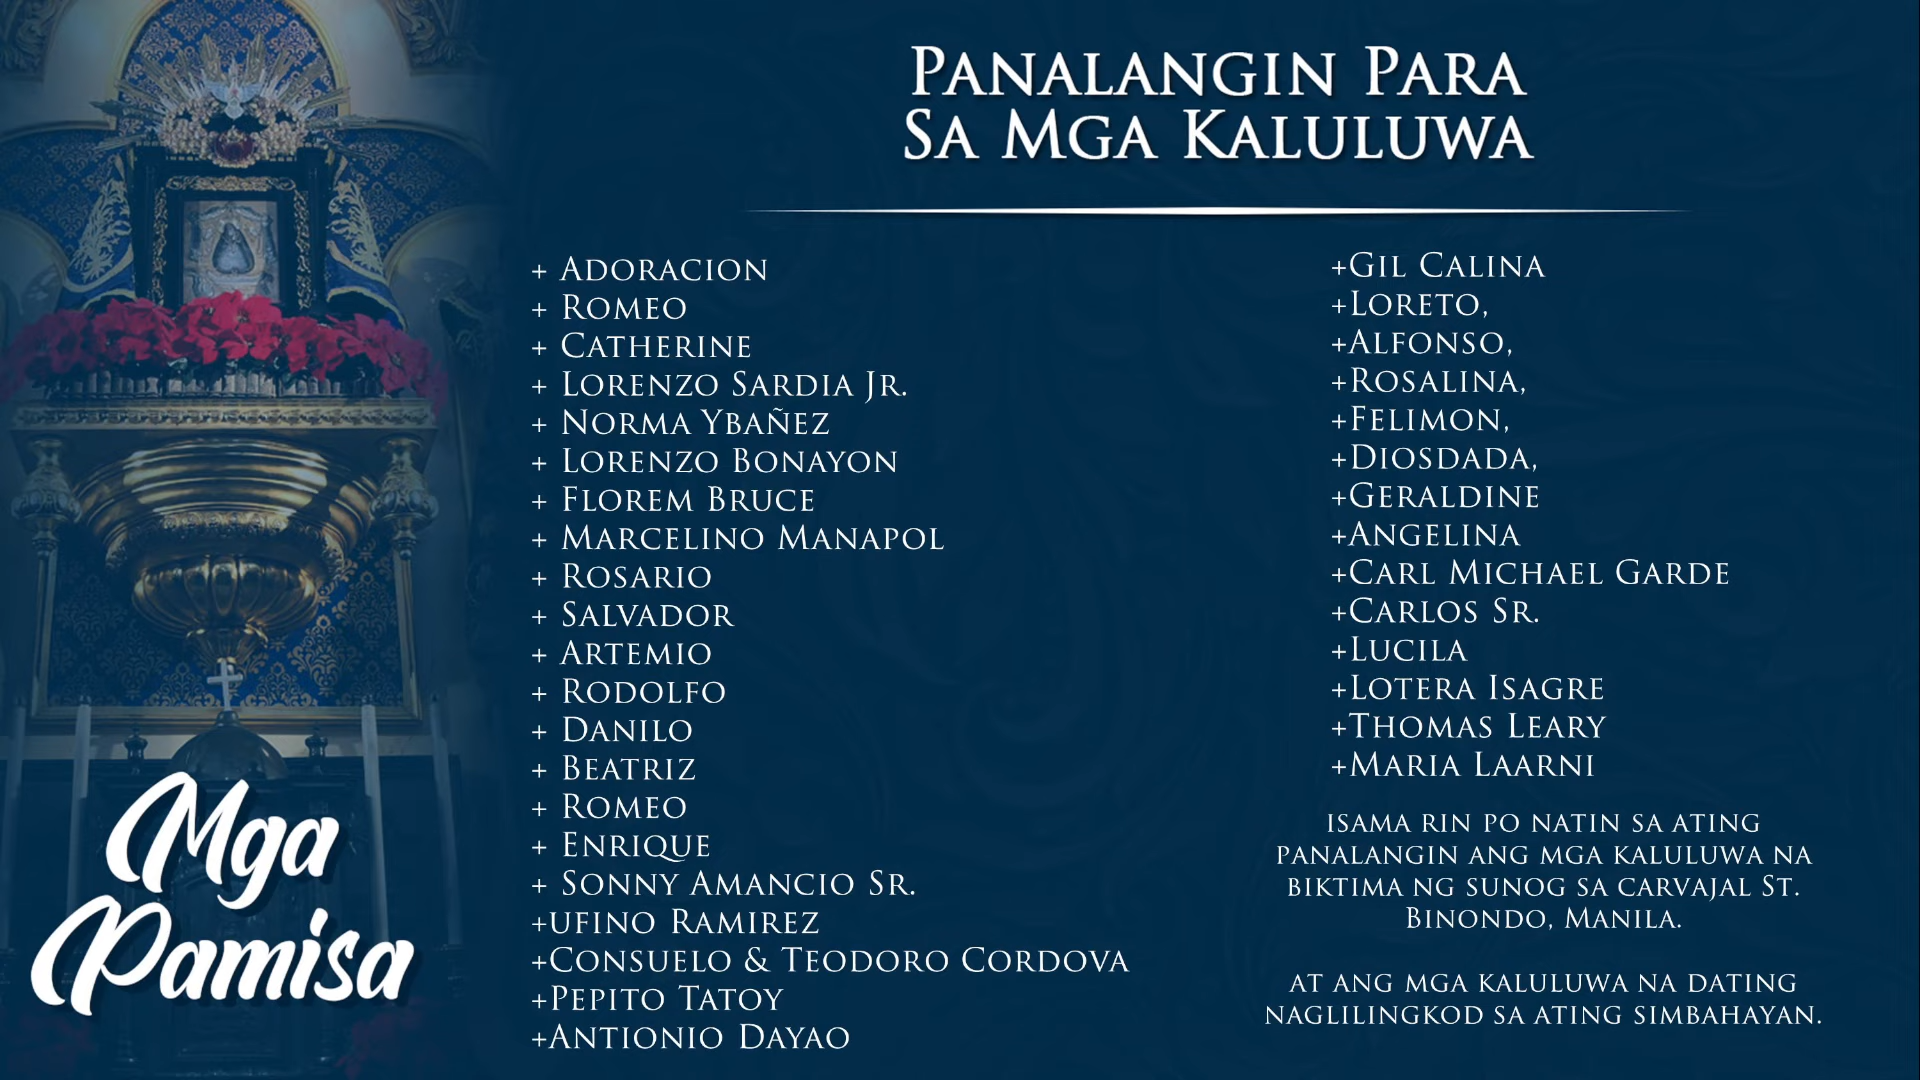 Panalangin Para
Sa Mga Kaluluwa
+ Adoracion
+ Romeo
+ Catherine
+ Lorenzo Sardia Jr.
+ Norma Ybañez
+ Lorenzo Bonayon
+ Florem Bruce
+ Marcelino Manapol
+ Rosario
+ Salvador
+ Artemio
+ Rodolfo
+ Danilo
+ Beatriz
+ Romeo
+ Enrique
+ Sonny Amancio Sr.
+ufino Ramirez
+Consuelo & Teodoro Cordova
+Pepito Tatoy
+Antionio Dayao
+Gil Calina
+Loreto,
+Alfonso,
+Rosalina,
+Felimon,
+Diosdada,
+Geraldine
+Angelina
+Carl Michael Garde
+Carlos Sr.
+Lucila
+Lotera Isagre
+Thomas Leary
+Maria Laarni
isama rin po natin sa ating
panalangin ang mga kaluluwa na
biktima ng sunog sa carvajal St.
Binondo, Manila.
at ang mga kaluluwa na dating
naglilingkod sa ating simbahayan.
Mga
Pamisa